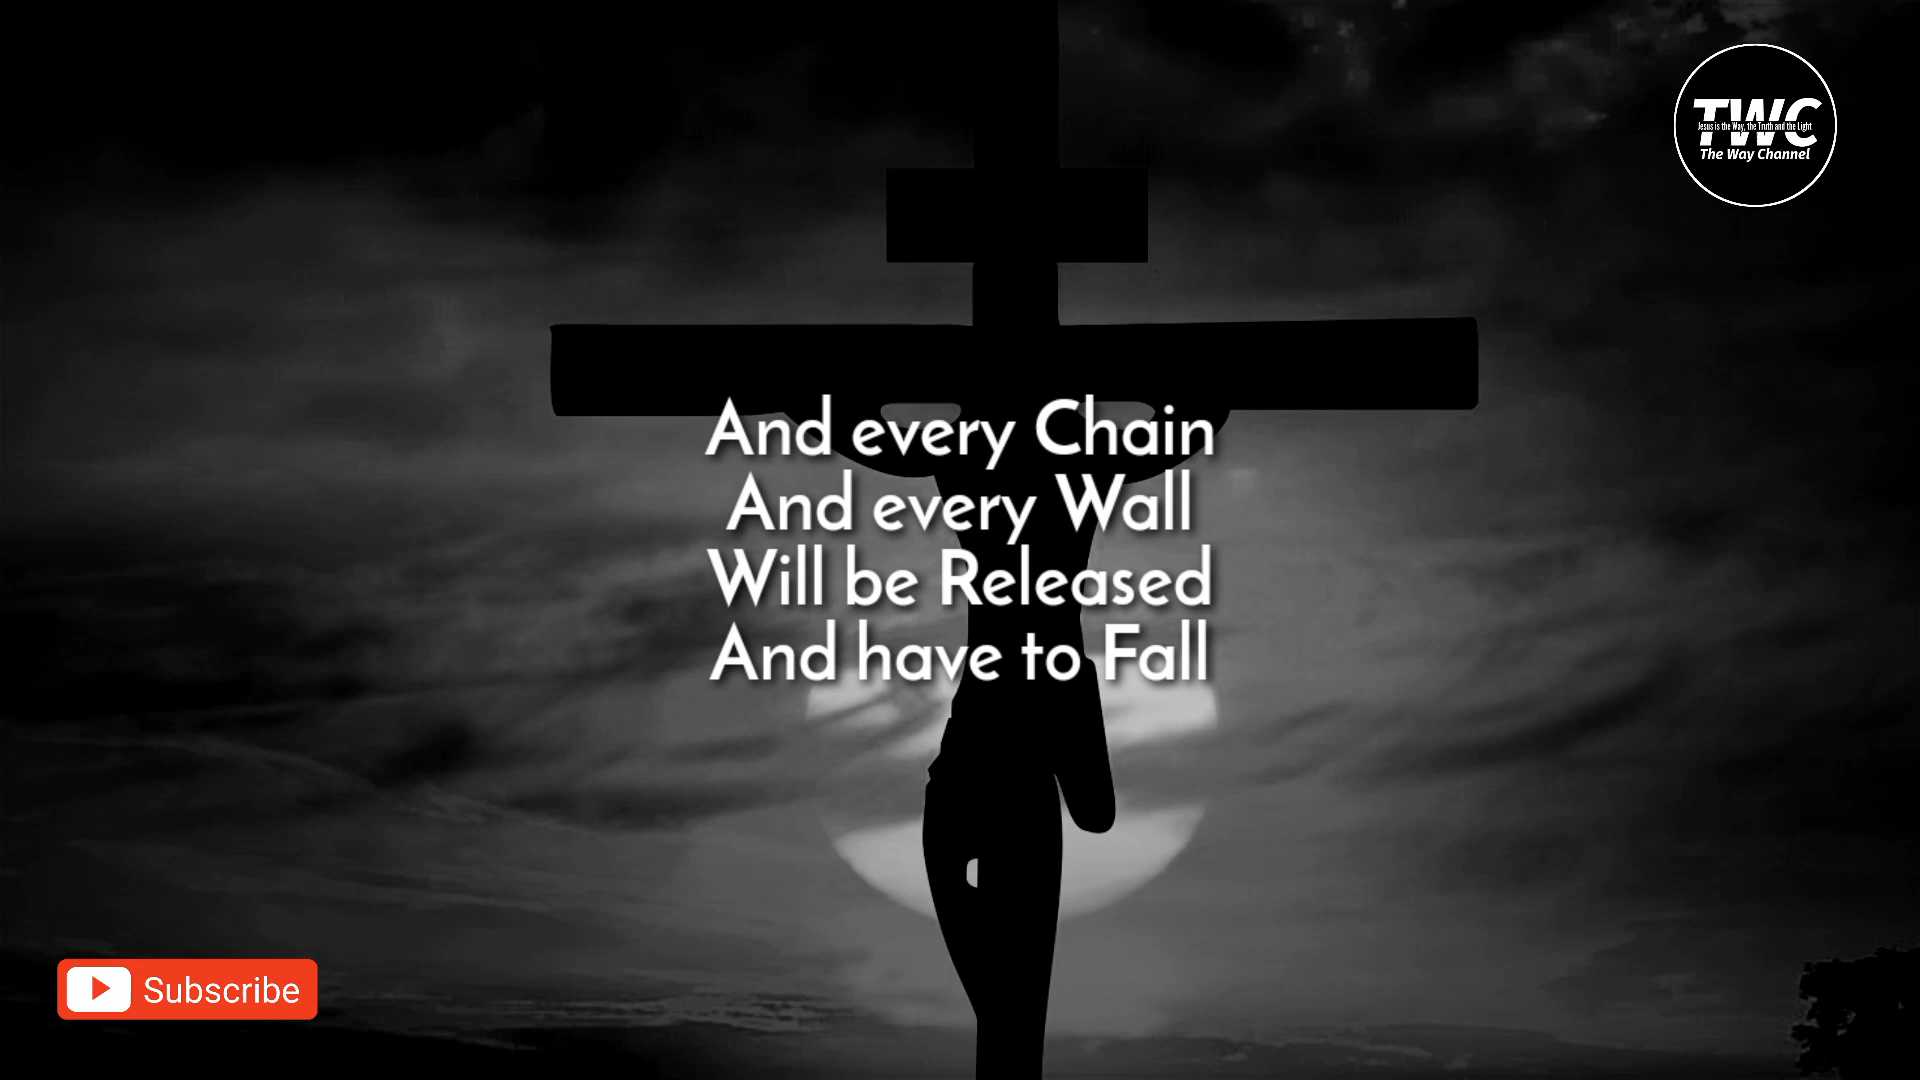 TWC
Jesus is the Way, the Truth and the Light
The Way Channel
And every Chain
And every Wall
Will be Released
And have to Fall
Subscribe